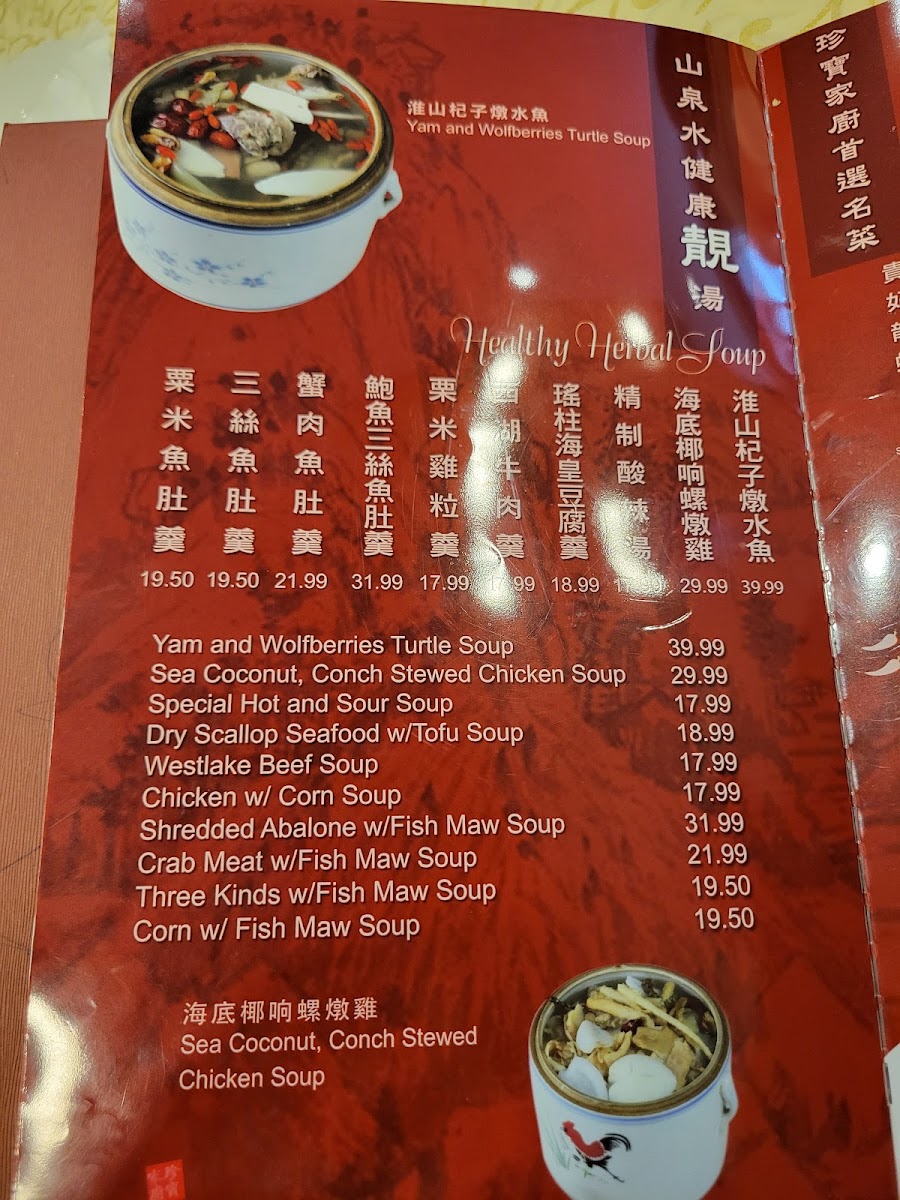 淮山杞子燉水魚
Yam and Wolfberries Turtle Soup
山泉水健康靚湯
珍寶家廚首選名菜
Healthy Herbal Soup
淮山杞子燉水魚
39.99
海底椰响螺燉雞
29.99
精制酸辣湯
17.99
瑤柱海皇豆腐羹
18.99
西湖牛肉羹
17.99
栗米雞粒羹
17.99
鮑魚三絲魚肚羹
31.99
蟹肉魚肚羹
21.99
三絲魚肚羹
19.50
粟米魚肚羹
19.50
Yam and Wolfberries Turtle Soup 39.99
Sea Coconut, Conch Stewed Chicken Soup 29.99
Special Hot and Sour Soup 17.99
Dry Scallop Seafood w/Tofu Soup 18.99
Westlake Beef Soup 17.99
Chicken w/ Corn Soup 17.99
Shredded Abalone w/Fish Maw Soup 31.99
Crab Meat w/Fish Maw Soup 21.99
Three Kinds w/Fish Maw Soup 19.50
Corn w/ Fish Maw Soup 19.50
海底椰响螺燉雞
Sea Coconut, Conch Stewed
Chicken Soup